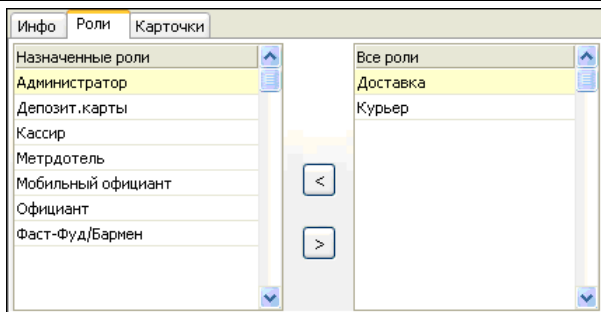 Инфо Роли Карточки
Назначенные роли
Администратор
Депозит.карты
Кассир
Метрдотель
Мобильный официант
Официант
Фаст-Фуд/Бармен
<
>
Все роли
Доставка
Курьер